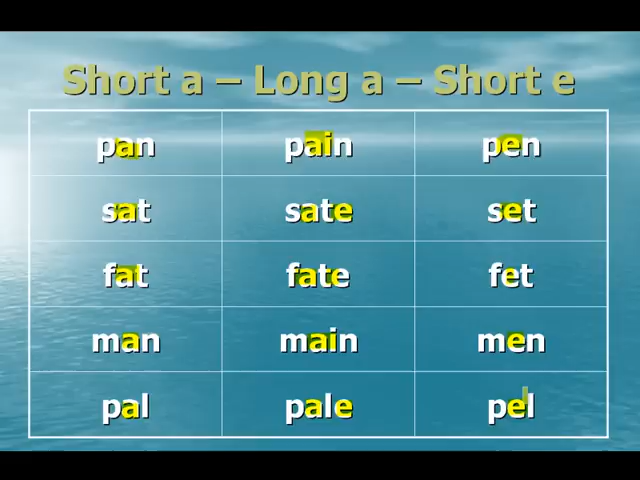 Short a – Long a – Short e
pan pain pen
sat sate set
fat fate fet
man main men
pal pale pel